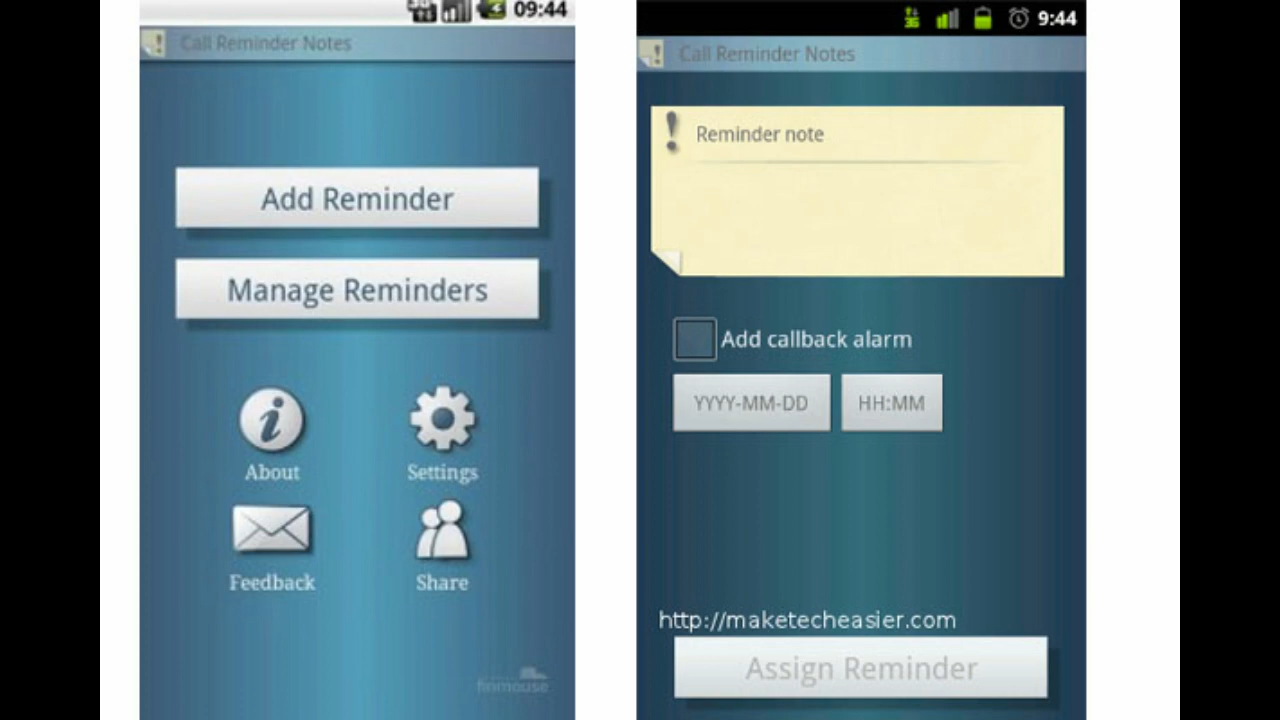 09:44
Call Reminder Notes
Add Reminder
Manage Reminders
About
Settings
Feedback
Share
finmouse
9:44
Call Reminder Notes
Reminder note
Add callback alarm
YYYY-MM-DD
HH:MM
http://maketecheasier.com
Assign Reminder